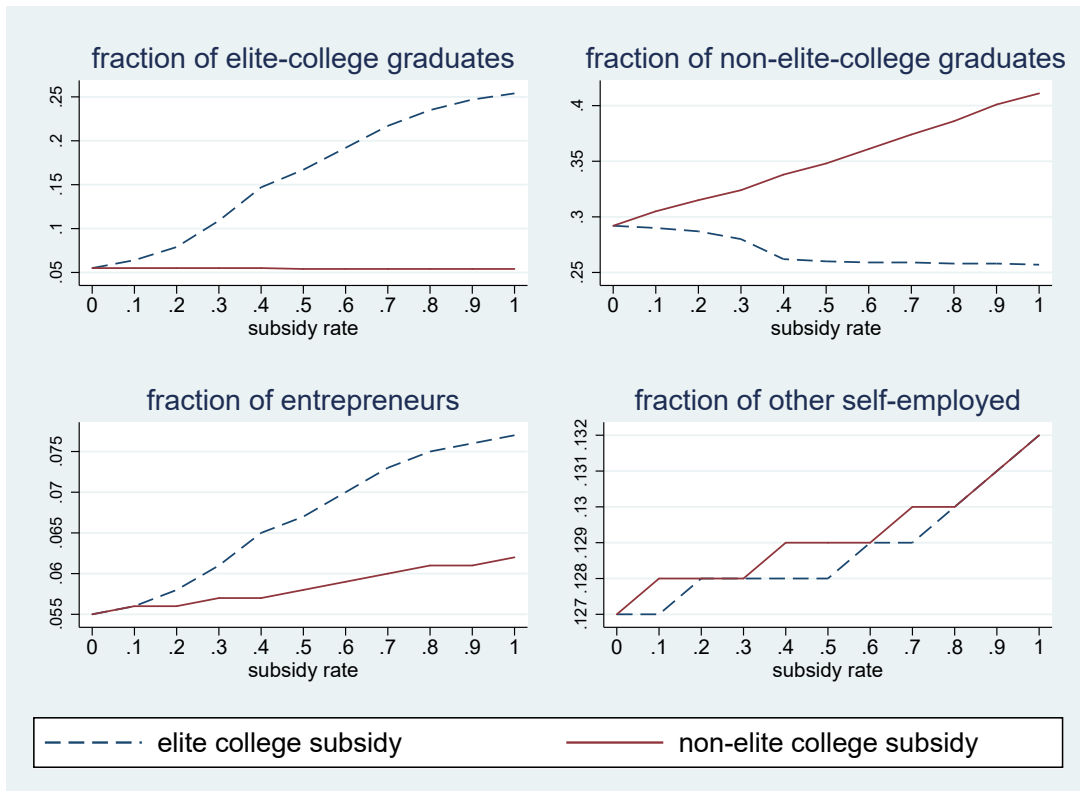 fraction of elite-college graduates
.25
.2
.15
.1
.05
0 .1 .2 .3 .4 .5 .6 .7 .8 .9 1
subsidy rate
fraction of non-elite-college graduates
.4
.35
.3
.25
0 .1 .2 .3 .4 .5 .6 .7 .8 .9 1
subsidy rate
fraction of entrepreneurs
.075
.07
.065
.06
.055
0 .1 .2 .3 .4 .5 .6 .7 .8 .9 1
subsidy rate
fraction of other self-employed
.132
.131
.13
.129
.128
.127
0 .1 .2 .3 .4 .5 .6 .7 .8 .9 1
subsidy rate
elite college subsidy
non-elite college subsidy